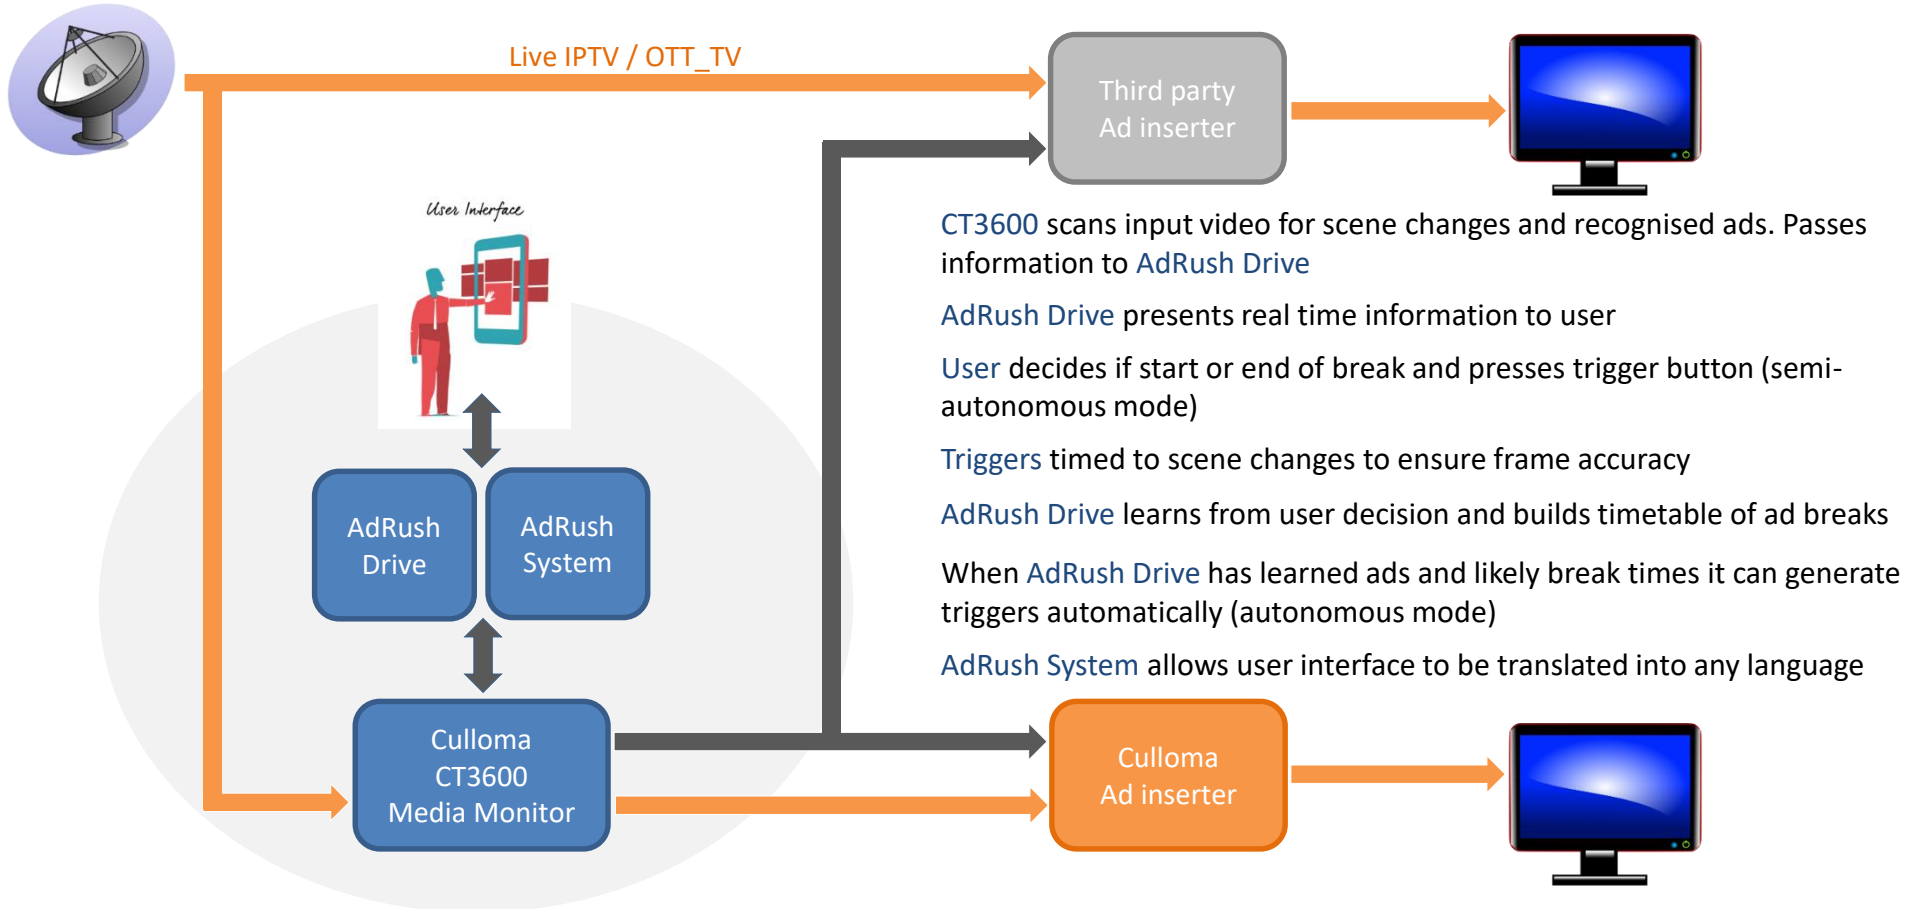 Live IPTV / OTT_TV
Third party
Ad inserter
User Interface
CT3600 scans input video for scene changes and recognised ads. Passes
information to AdRush Drive
AdRush Drive presents real time information to user
User decides if start or end of break and presses trigger button (semi-
autonomous mode)
Triggers timed to scene changes to ensure frame accuracy
AdRush Drive learns from user decision and builds timetable of ad breaks
When AdRush Drive has learned ads and likely break times it can generate
triggers automatically (autonomous mode)
AdRush System allows user interface to be translated into any language
AdRush
Drive
AdRush
System
Culloma
CT3600
Media Monitor
Culloma
Ad inserter